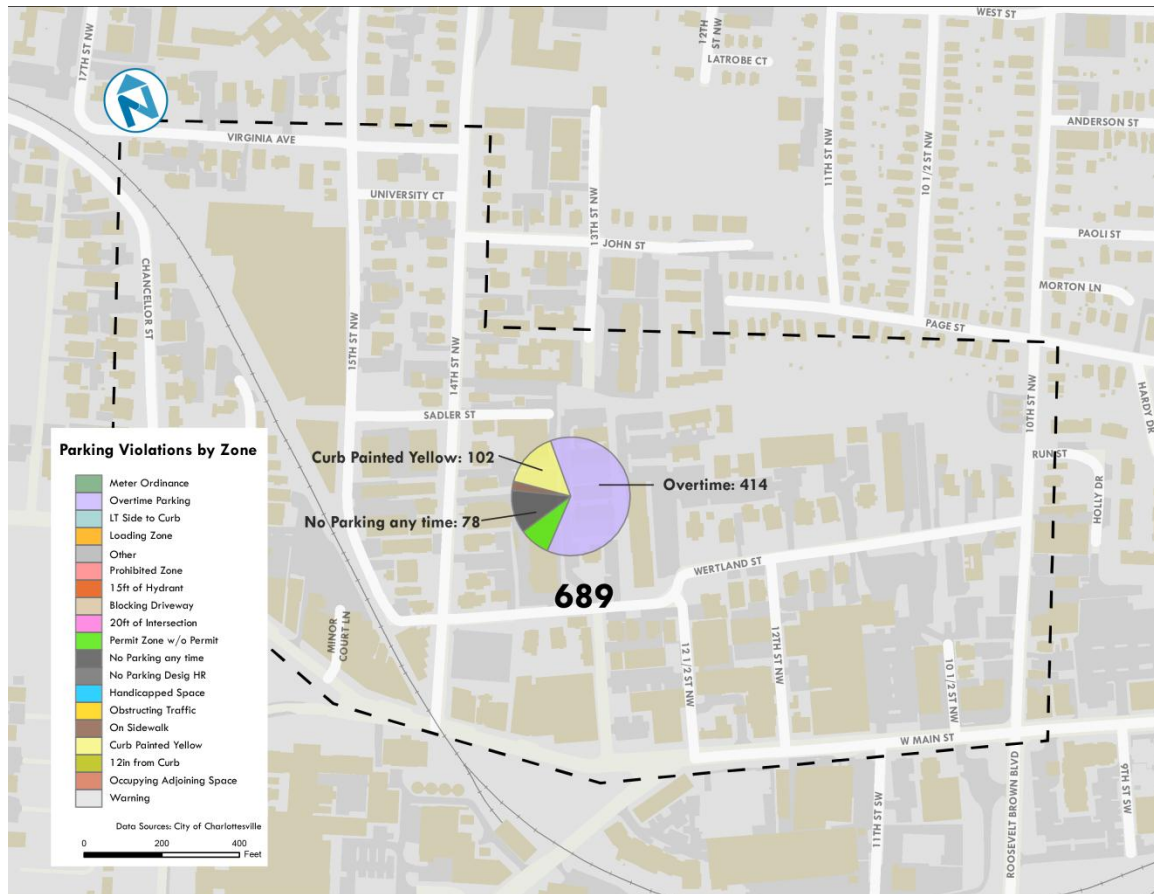 WEST ST
17TH ST NW
12TH
ST NW
LATROBE CT
ANDERSON ST
VIRGINIA AVE
11TH ST NW
10 1/2 ST NW
UNIVERSITY CT
13TH ST NW
JOHN ST
PAOLI ST
CHANCELLOR ST
MORTON LN
15TH ST NW
14TH ST NW
PAGE ST
10TH ST NW
HARDY DR
SADLER ST
Curb Painted Yellow: 102
Overtime: 414
No Parking any time: 78
RUN ST
HOLLY DR
WERTLAND ST
689
MINOR
COURT LN
12 1/2 ST NW
12TH ST NW
10 1/2 ST NW
W MAIN ST
11TH ST SW
ROOSEVELT BROWN BLVD
9TH ST SW
Parking Violations by Zone
Meter Ordinance
Overtime Parking
LT Side to Curb
Loading Zone
Other
Prohibited Zone
15ft of Hydrant
Blocking Driveway
20ft of Intersection
Permit Zone w/o Permit
No Parking any time
No Parking Desig HR
Handicapped Space
Obstructing Traffic
On Sidewalk
Curb Painted Yellow
12in from Curb
Occupying Adjoining Space
Warning
Data Sources: City of Charlottesville
0 200 400
Feet